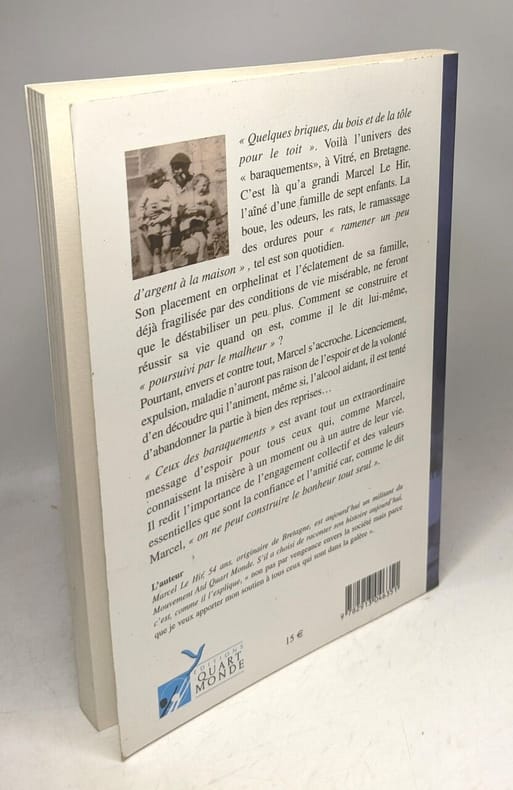 « Quelques briques, du bois et de la tôle
pour le toit ». Voilà l'univers des
« baraquements», à Vitré, en Bretagne.
C'est là qu'a grandi Marcel Le Hir,
l'aîné d'une famille de sept enfants. La
boue, les odeurs, les rats, le ramassage
des ordures pour « ramener un peu
d'argent à la maison » , tel est son quotidien.
Son placement en orphelinat et l'éclatement de sa famille,
déjà fragilisée par des conditions de vie misérable, ne feront
que le déstabiliser un peu plus. Comment se construire et
réussir sa vie quand on est, comme il le dit lui-même,
« poursuivi par le malheur » ?
Pourtant, envers et contre tout, Marcel s'accroche. Licenciement,
expulsion, maladie n'auront pas raison de l'espoir et de la volonté
d'en découdre qui l'animent, même si, l'alcool aidant, il est tenté
d'abandonner la partie à bien des reprises…
« Ceux des baraquements » est avant tout un extraordinaire
message d'espoir pour tous ceux qui, comme Marcel,
connaissent la misère à un moment ou à un autre de leur vie.
Il redit l'importance de l'engagement collectif et des valeurs
essentielles que sont la confiance et l'amitié car, comme le dit
Marcel, « on ne peut construire le bonheur tout seul ».
L'auteur
Marcel Le Hir, 54 ans, originaire de Bretagne, est aujourd'hui un militant du
Mouvement Atd Quart Monde. S'il a choisi de raconter son histoire aujourd'hui,
c'est, comme il l'explique, « non pas par vengeance envers la société mais parce
que je veux apporter mon soutien à tous ceux qui sont dans la galère ».
15 €
ÉDITIONS
QUART
MONDE